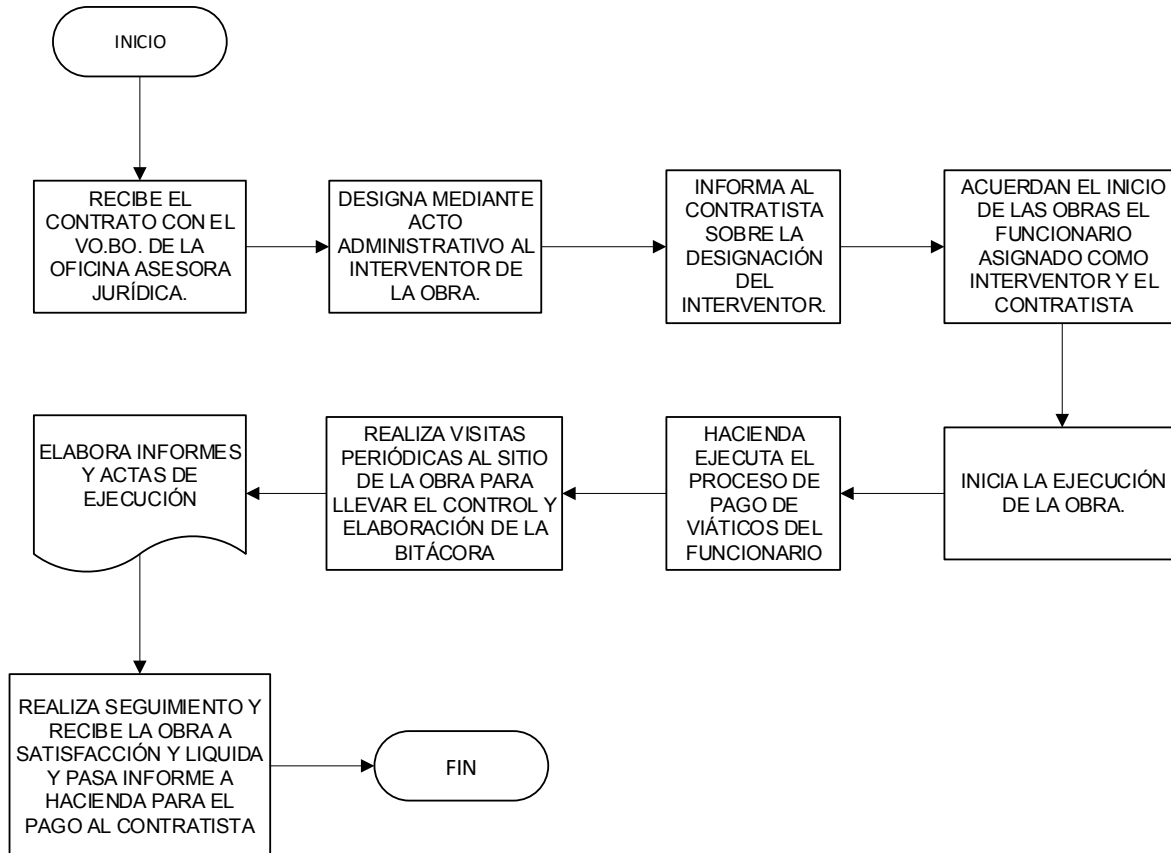 INICIO
RECIBE EL
CONTRATO CON EL
VO.BO. DE LA
OFICINA ASESORA
JURÍDICA.
DESIGNA MEDIANTE
ACTO
ADMINISTRATIVO AL
INTERVENTOR DE
LA OBRA.
INFORMA AL
CONTRATISTA
SOBRE LA
DESIGNACIÓN
DEL
INTERVENTOR.
ACUERDAN EL INICIO
DE LAS OBRAS EL
FUNCIONARIO
ASIGNADO COMO
INTERVENTOR Y EL
CONTRATISTA
INICIA LA EJECUCIÓN
DE LA OBRA.
HACIENDA
EJECUTA EL
PROCESO DE
PAGO DE
VIÁTICOS DEL
FUNCIONARIO
REALIZA VISITAS
PERIÓDICAS AL SITIO
DE LA OBRA PARA
LLEVAR EL CONTROL Y
ELABORACIÓN DE LA
BITÁCORA
ELABORA INFORMES
Y ACTAS DE
EJECUCIÓN
REALIZA SEGUIMIENTO Y
RECIBE LA OBRA A
SATISFACCIÓN Y LIQUIDA
Y PASA INFORME A
HACIENDA PARA EL
PAGO AL CONTRATISTA
FIN